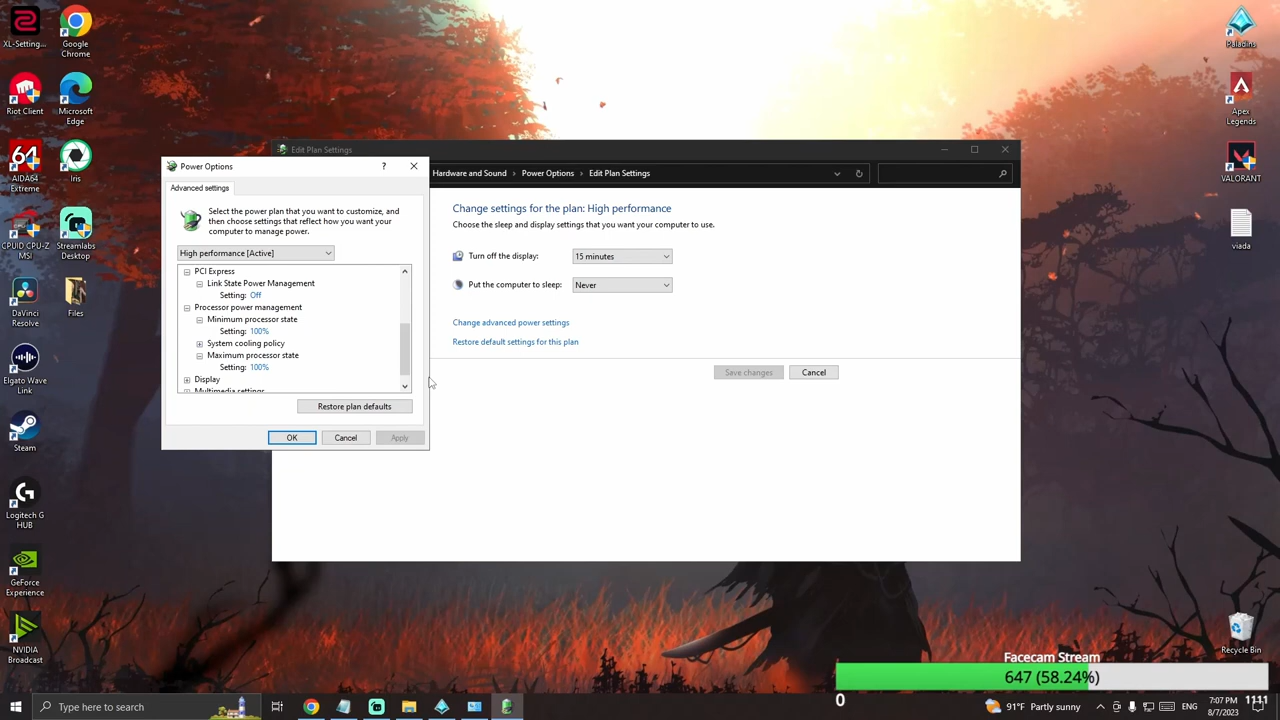 XL-Setting...
Google
Chrome
Riot Client
Microsoft
Edge
64
AIDA64
Extreme
Iris
CPUID CPU-Z
MSI
Streamlabs
Desktop
DaVinci
Resolve
Files
Elgato Wave
Link
Steam
Logitech G
HUB
GeForce
Experience
NVIDIA
Broadcast
Paladins
Apex
Legends
VALORANT
viada
Recycle Bin
Edit Plan Settings
Hardware and Sound > Power Options > Edit Plan Settings
Change settings for the plan: High performance
Choose the sleep and display settings that you want your computer to use.
Turn off the display: 15 minutes
Put the computer to sleep: Never
Change advanced power settings
Restore default settings for this plan
Save changes Cancel
Power Options ?
Advanced settings
Select the power plan that you want to customize, and
then choose settings that reflect how you want your
computer to manage power.
High performance [Active]
PCI Express
Link State Power Management
Setting: Off
Processor power management
Minimum processor state
Setting: 100%
System cooling policy
Maximum processor state
Setting: 100%
Display
Multimedia settings
Restore plan defaults
OK Cancel Apply
Facecam Stream
647 (58.24%)
0 1111
Type here to search
91°F Partly sunny
7:07 PM
8/7/2023